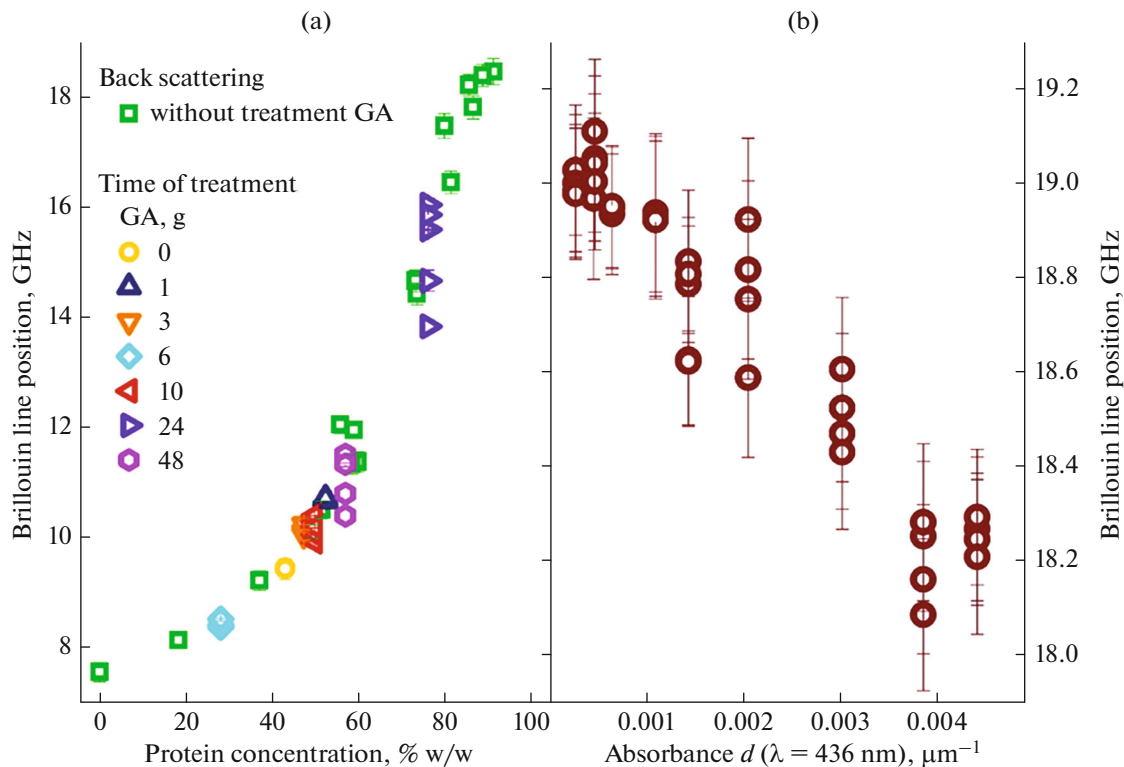 (a)
(b)
Back scattering
without treatment GA
Time of treatment
GA, g
0
1
3
6
10
24
48
Brillouin line position, GHz
18
16
14
12
10
8
0 20 40 60 80 100
Protein concentration, % w/w
19.2
19.0
18.8
18.6
18.4
18.2
18.0
Brillouin line position, GHz
0.001 0.002 0.003 0.004
Absorbance d (λ = 436 nm), μm⁻¹